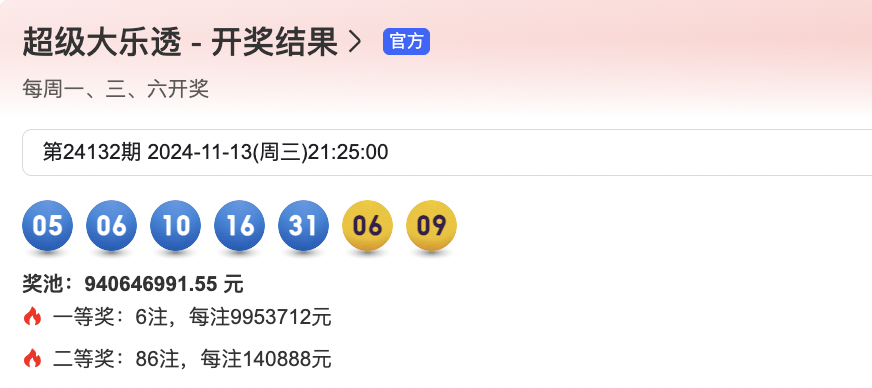 超级大乐透 - 开奖结果 官方
每周一、三、六开奖
第24132期 2024-11-13(周三)21:25:00
05 06 10 16 31 06 09
奖池：940646991.55 元
一等奖：6注，每注9953712元
二等奖：86注，每注140888元